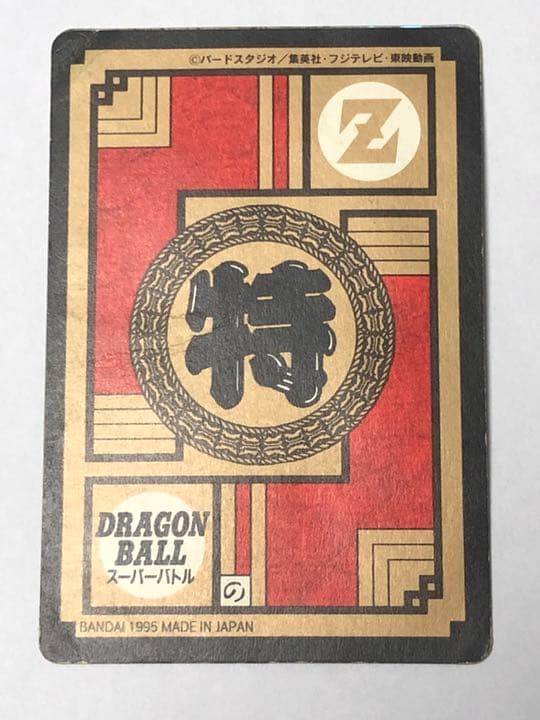 ©バードスタジオ／集英社・フジテレビ・東映動画
Z
特
DRAGON
BALL
スーパーバトル
の
BANDAI 1995 MADE IN JAPAN